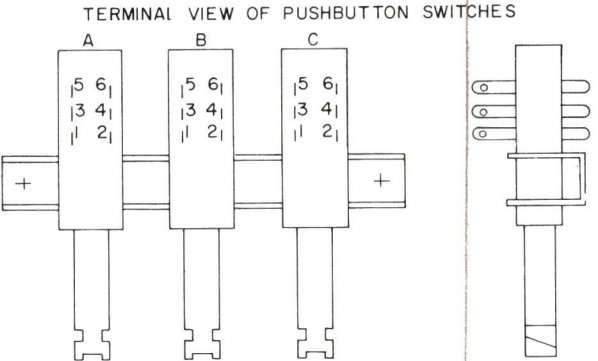 TERMINAL VIEW OF PUSHBUTTON SWITCHES
A B C
5 6 5 6 5 6
3 4 3 4 3 4
1 2 1 2 1 2